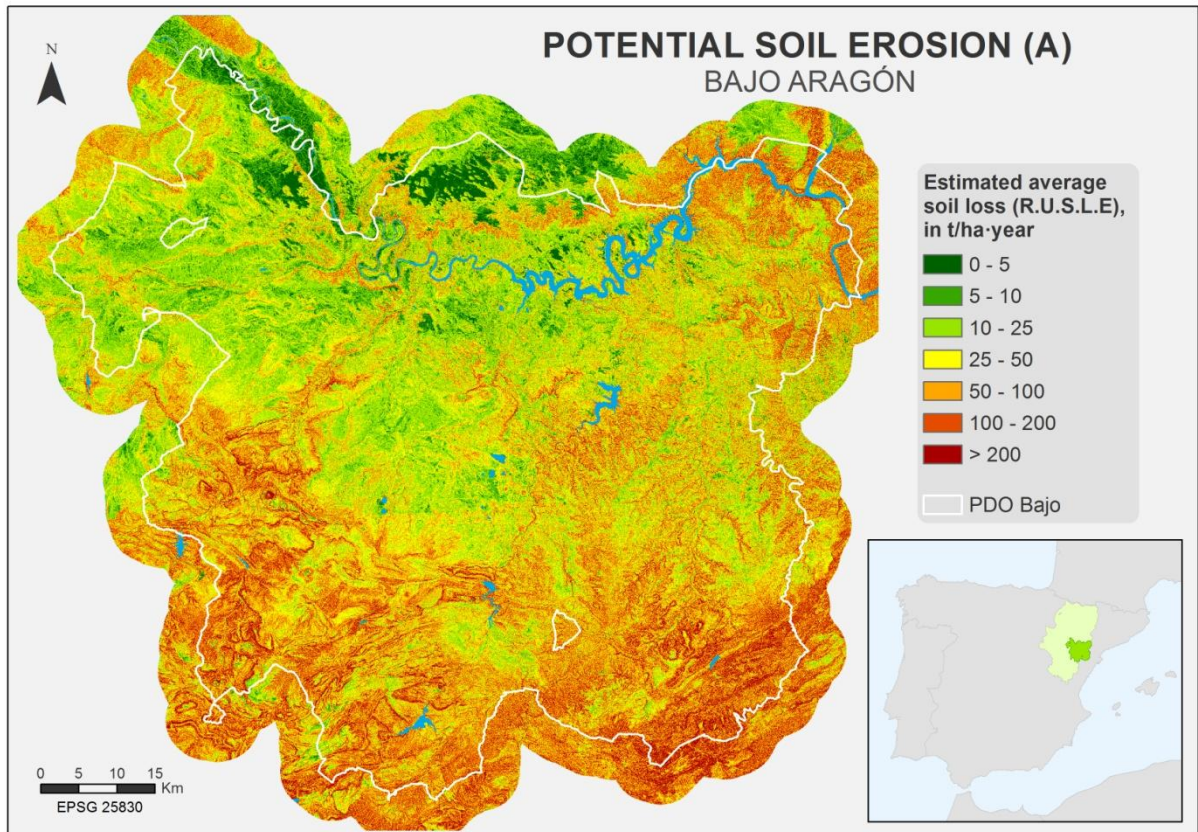 N
POTENTIAL SOIL EROSION (A)
BAJO ARAGÓN
Estimated average
soil loss (R.U.S.L.E),
in t/ha·year
0 - 5
5 - 10
10 - 25
25 - 50
50 - 100
100 - 200
> 200
PDO Bajo
0 5 10 15
Km
EPSG 25830